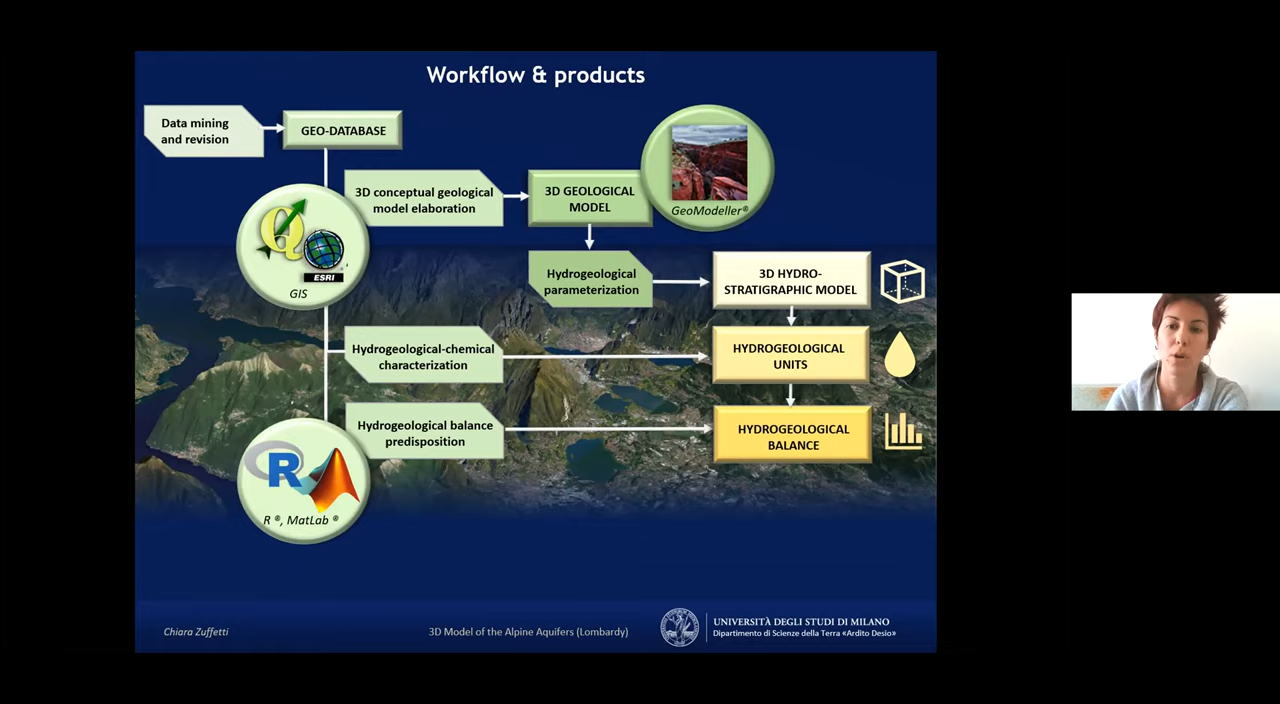 Workflow & products
Data mining
and revision
GEO-DATABASE
3D conceptual geological
model elaboration
3D GEOLOGICAL
MODEL
GeoModeller®
Q
ESRI
GIS
Hydrogeological
parameterization
3D HYDRO-
STRATIGRAPHIC MODEL
Hydrogeological-chemical
characterization
HYDROGEOLOGICAL
UNITS
Hydrogeological balance
predisposition
HYDROGEOLOGICAL
BALANCE
R
R ®, MatLab ®
Chiara Zuffetti
3D Model of the Alpine Aquifers (Lombardy)
UNIVERSITÀ DEGLI STUDI DI MILANO
Dipartimento di Scienze della Terra «Ardito Desio»